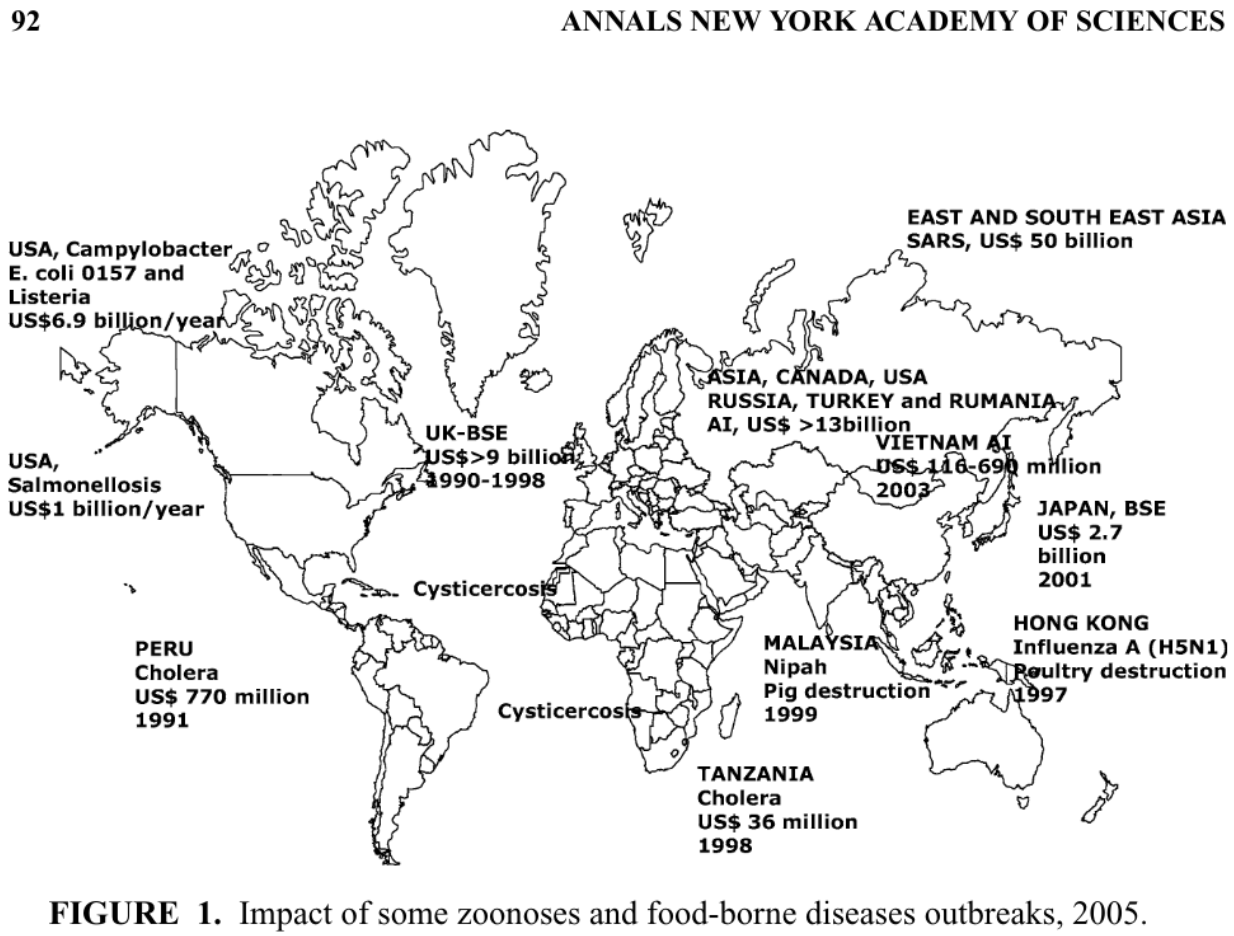 92
ANNALS NEW YORK ACADEMY OF SCIENCES
EAST AND SOUTH EAST ASIA
SARS, US$ 50 billion
USA, Campylobacter
E. coli 0157 and
Listeria
US$6.9 billion/year
ASIA, CANADA, USA
RUSSIA, TURKEY and RUMANIA
AI, US$ >13billion
UK-BSE
US$>9 billion
1990-1998
VIETNAM AI
US$ 116-690 million
2003
USA,
Salmonellosis
US$1 billion/year
JAPAN, BSE
US$ 2.7
billion
2001
Cysticercosis
HONG KONG
Influenza A (H5N1)
Poultry destruction
1997
MALAYSIA
Nipah
Pig destruction
1999
PERU
Cholera
US$ 770 million
1991
Cysticercosis
TANZANIA
Cholera
US$ 36 million
1998
FIGURE 1. Impact of some zoonoses and food-borne diseases outbreaks, 2005.